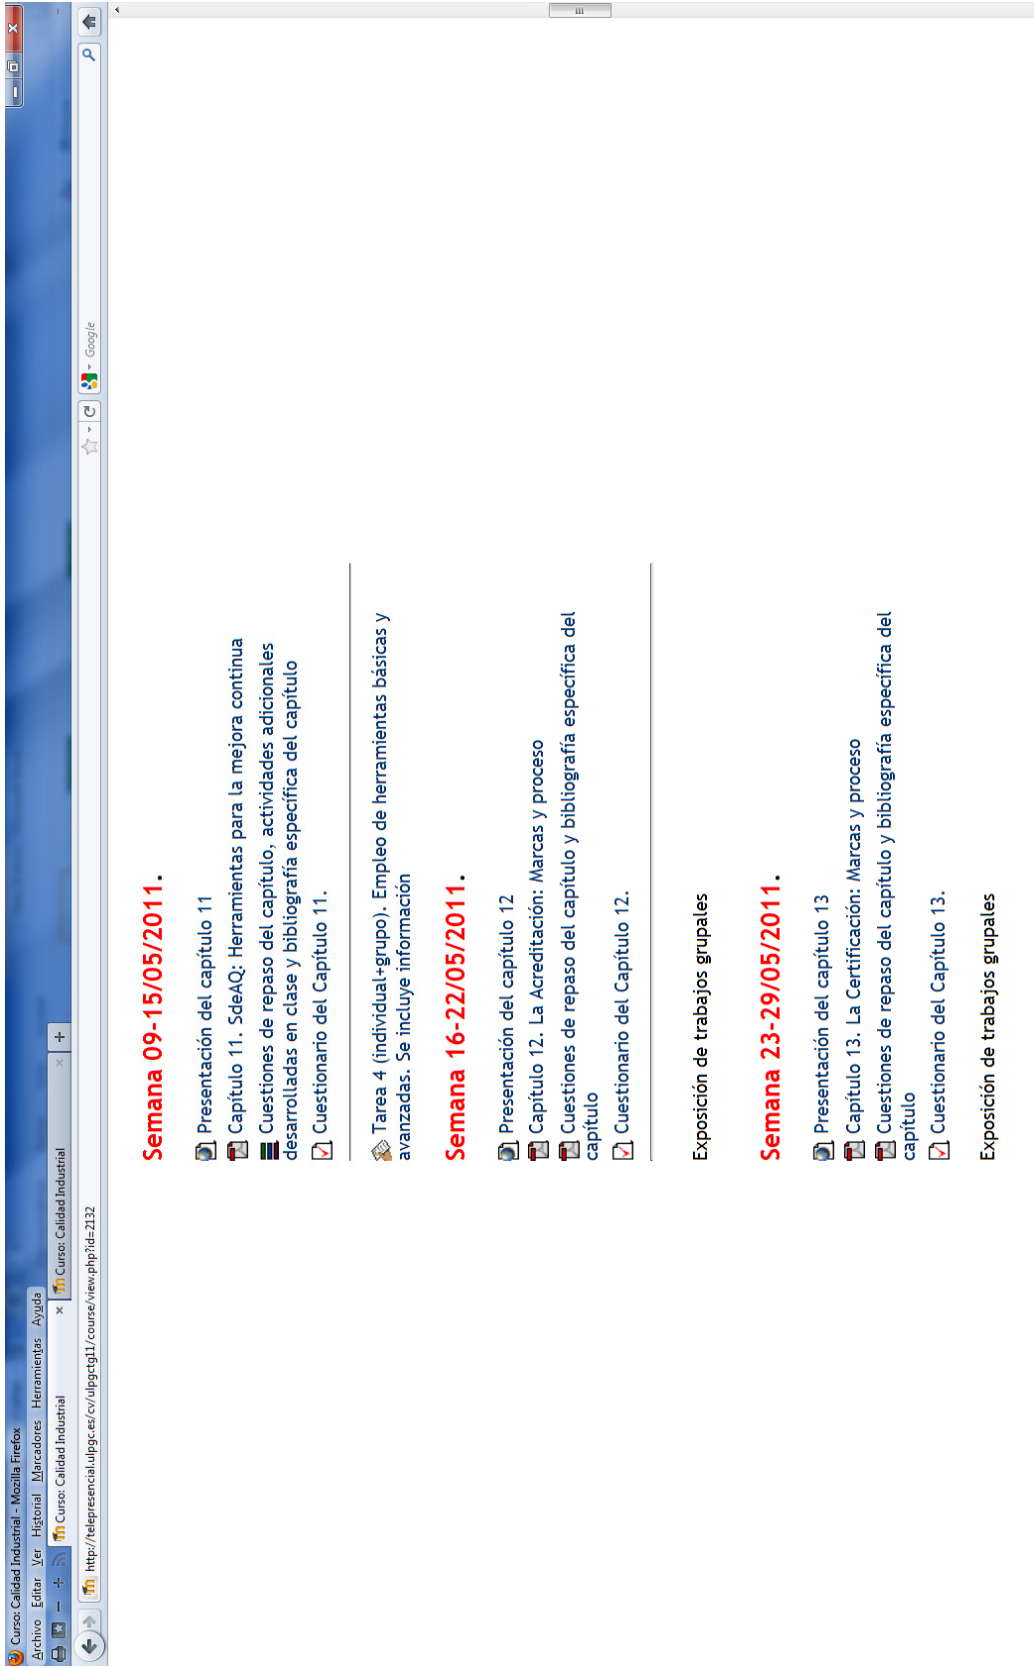 Curso: Calidad Industrial - Mozilla Firefox
Archivo Editar Ver Historial Marcadores Herramientas Ayuda
Curso: Calidad Industrial
Curso: Calidad Industrial
http://telepresencial.ulpgc.es/cv/ulpgctg11/course/view.php?id=2132
Google
Semana 09-15/05/2011.
Presentación del capítulo 11
Capítulo 11. SdeAQ: Herramientas para la mejora continua
Cuestiones de repaso del capítulo, actividades adicionales
desarrolladas en clase y bibliografía específica del capítulo
Cuestionario del Capítulo 11.
Tarea 4 (individual+grupo). Empleo de herramientas básicas y
avanzadas. Se incluye información
Semana 16-22/05/2011.
Presentación del capítulo 12
Capítulo 12. La Acreditación: Marcas y proceso
Cuestiones de repaso del capítulo y bibliografía específica del
capítulo
Cuestionario del Capítulo 12.
Exposición de trabajos grupales
Semana 23-29/05/2011.
Presentación del capítulo 13
Capítulo 13. La Certificación: Marcas y proceso
Cuestiones de repaso del capítulo y bibliografía específica del
capítulo
Cuestionario del Capítulo 13.
Exposición de trabajos grupales